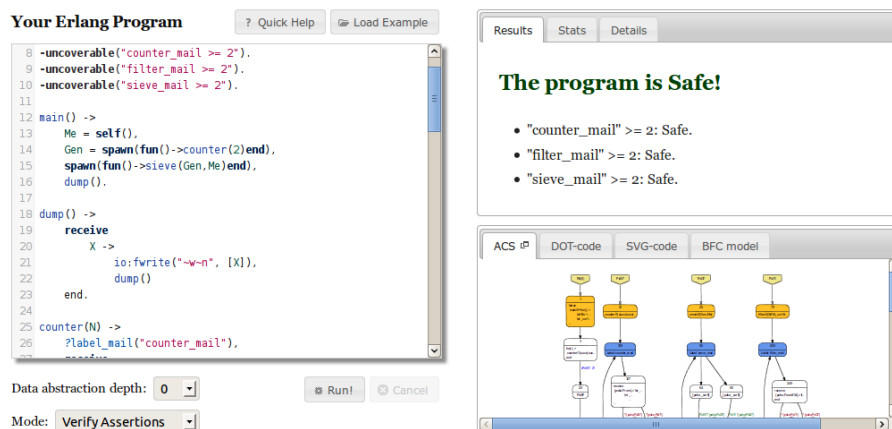 Your Erlang Program
? Quick Help
Load Example
8 -uncoverable("counter_mail >= 2").
9 -uncoverable("filter_mail >= 2").
10 -uncoverable("sieve_mail >= 2").
11
12 main() ->
13 Me = self(),
14 Gen = spawn(fun()->counter(2)end),
15 spawn(fun()->sieve(Gen,Me)end),
16 dump().
17
18 dump() ->
19 receive
20 X ->
21 io:fwrite("~w~n", [X]),
22 dump()
23 end.
24
25 counter(N) ->
26 ?label_mail("counter_mail"),
Data abstraction depth: 0
Run!
Cancel
Mode: Verify Assertions
Results
Stats
Details
The program is Safe!
• "counter_mail" >= 2: Safe.
• "filter_mail" >= 2: Safe.
• "sieve_mail" >= 2: Safe.
ACS
DOT-code
SVG-code
BFC model